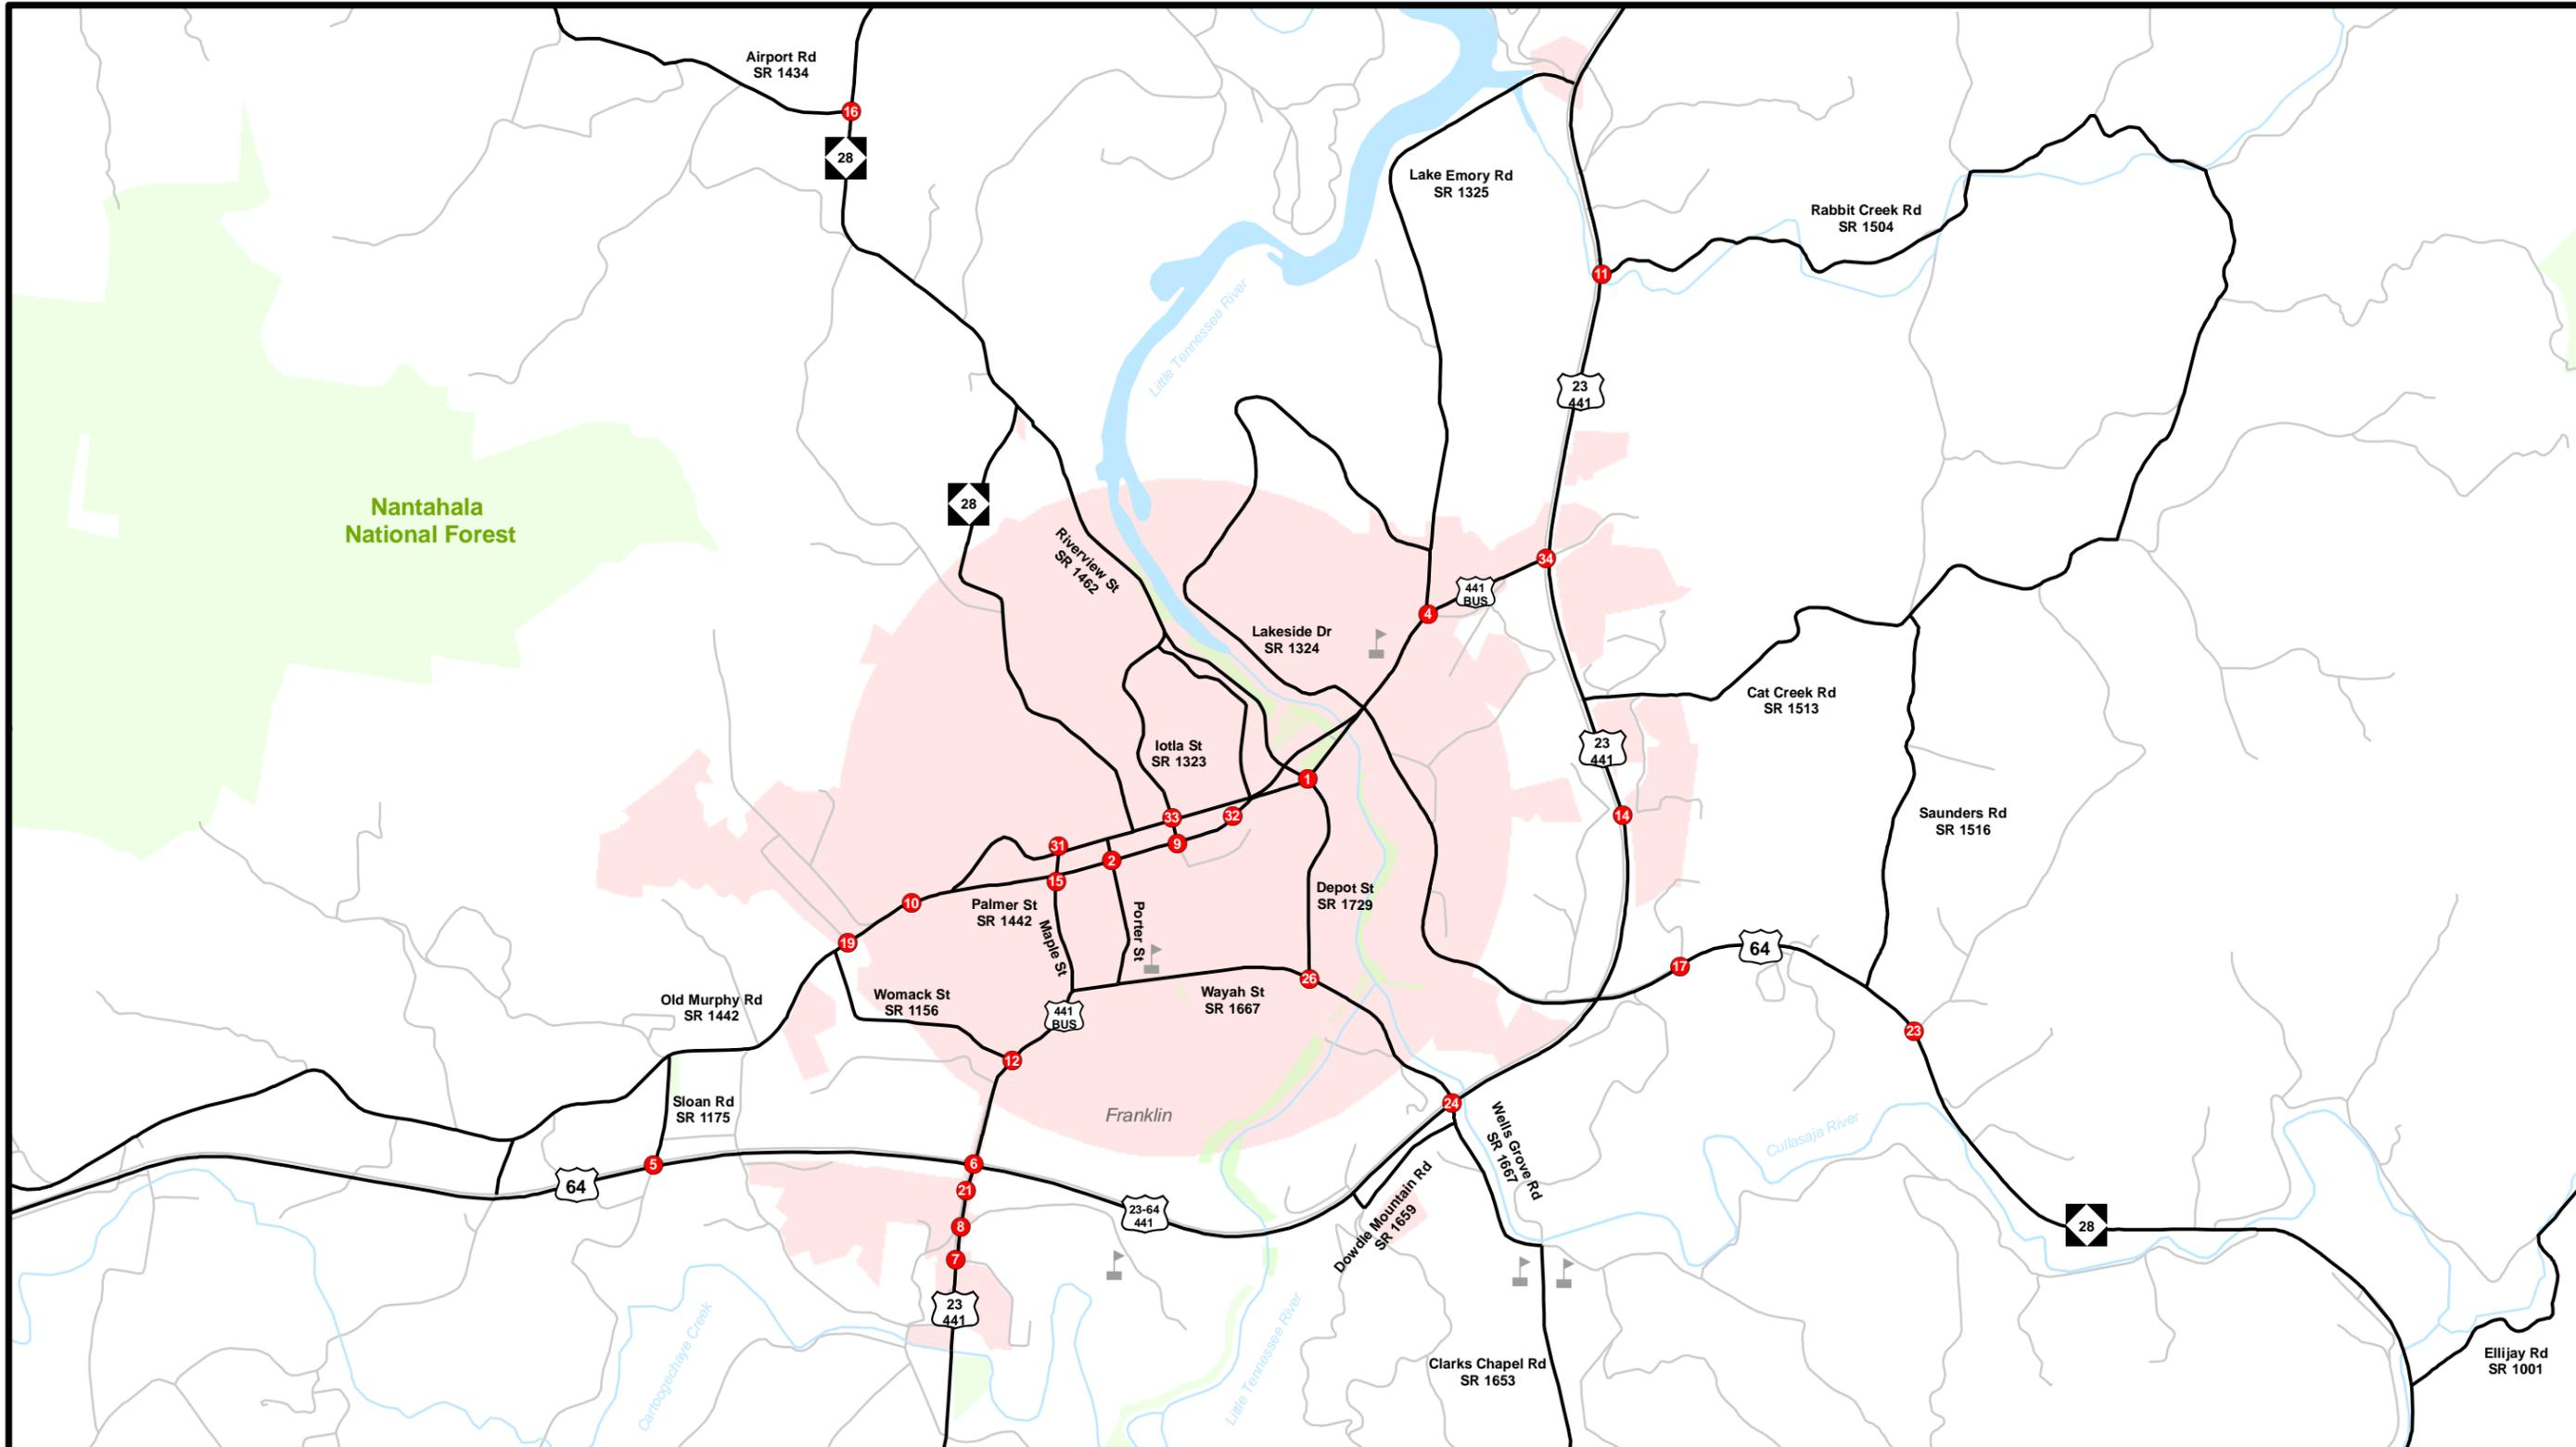 Airport Rd
SR 1434
16
28
Lake Emory Rd
SR 1325
Rabbit Creek Rd
SR 1504
11
Little Tennessee River
23
441
28
Nantahala
National Forest
Riverview St
SR 1462
34
441
BUS
4
Lakeside Dr
SR 1324
Cat Creek Rd
SR 1513
23
441
Iotla St
SR 1323
1
33
32
14
Saunders Rd
SR 1516
31
9
2
15
10
Palmer St
SR 1442
Maple St
Porter St
Depot St
SR 1729
19
64
17
26
Old Murphy Rd
SR 1442
Womack St
SR 1156
441
BUS
Wayah St
SR 1667
23
12
Sloan Rd
SR 1175
Franklin
24
Wells Grove Rd
SR 1667
Cullasaja River
5
6
64
21
23-64
441
Dowdle Mountain Rd
SR 1659
8
28
7
23
441
Cartoogechaye Creek
Little Tennessee River
Clarks Chapel Rd
SR 1653
Ellijay Rd
SR 1001